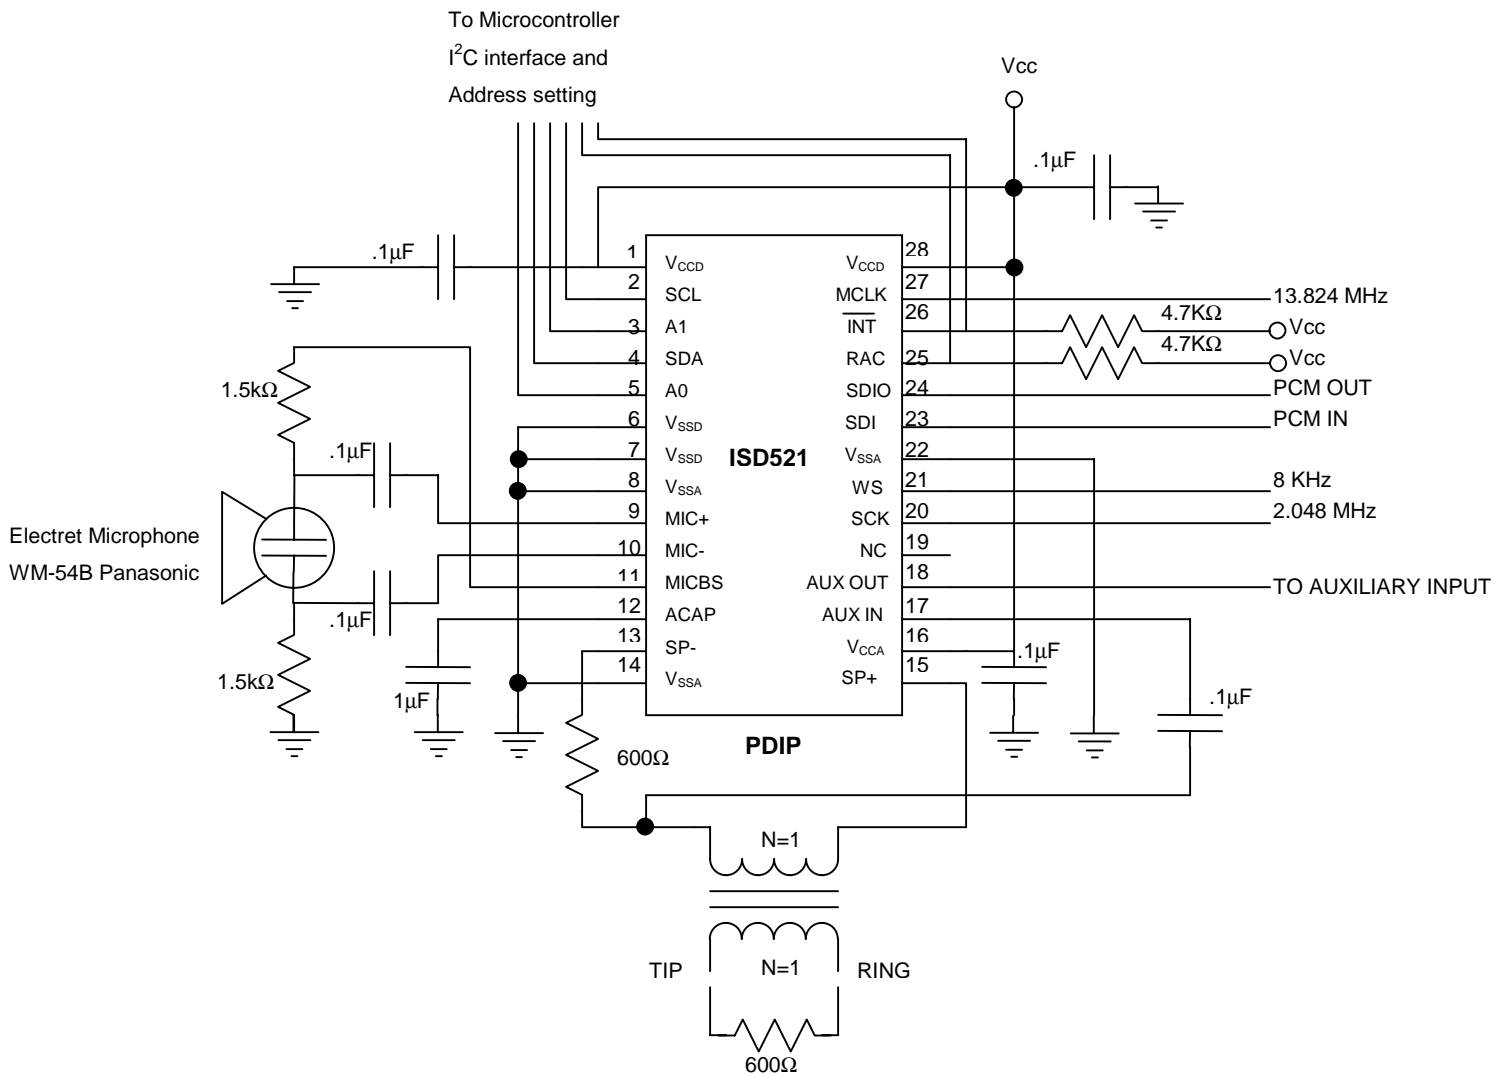 To Microcontroller
I²C interface and
Address setting
Vcc
.1µF
.1µF
1
2
3
4
5
6
7
8
9
10
11
12
13
14
VCCD
SCL
A1
SDA
A0
VSSD
VSSD
VSSA
MIC+
MIC-
MICBS
ACAP
SP-
VSSA
ISD521
VCCD
MCLK
INT
RAC
SDIO
SDI
VSSA
WS
SCK
NC
AUX OUT
AUX IN
VCCA
SP+
28
27
26
25
24
23
22
21
20
19
18
17
16
15
13.824 MHz
4.7KΩ
Vcc
4.7KΩ
Vcc
PCM OUT
PCM IN
8 KHz
2.048 MHz
TO AUXILIARY INPUT
1.5kΩ
.1µF
Electret Microphone
WM-54B Panasonic
.1µF
1.5kΩ
1µF
.1µF
.1µF
PDIP
600Ω
N=1
TIP
N=1
RING
600Ω